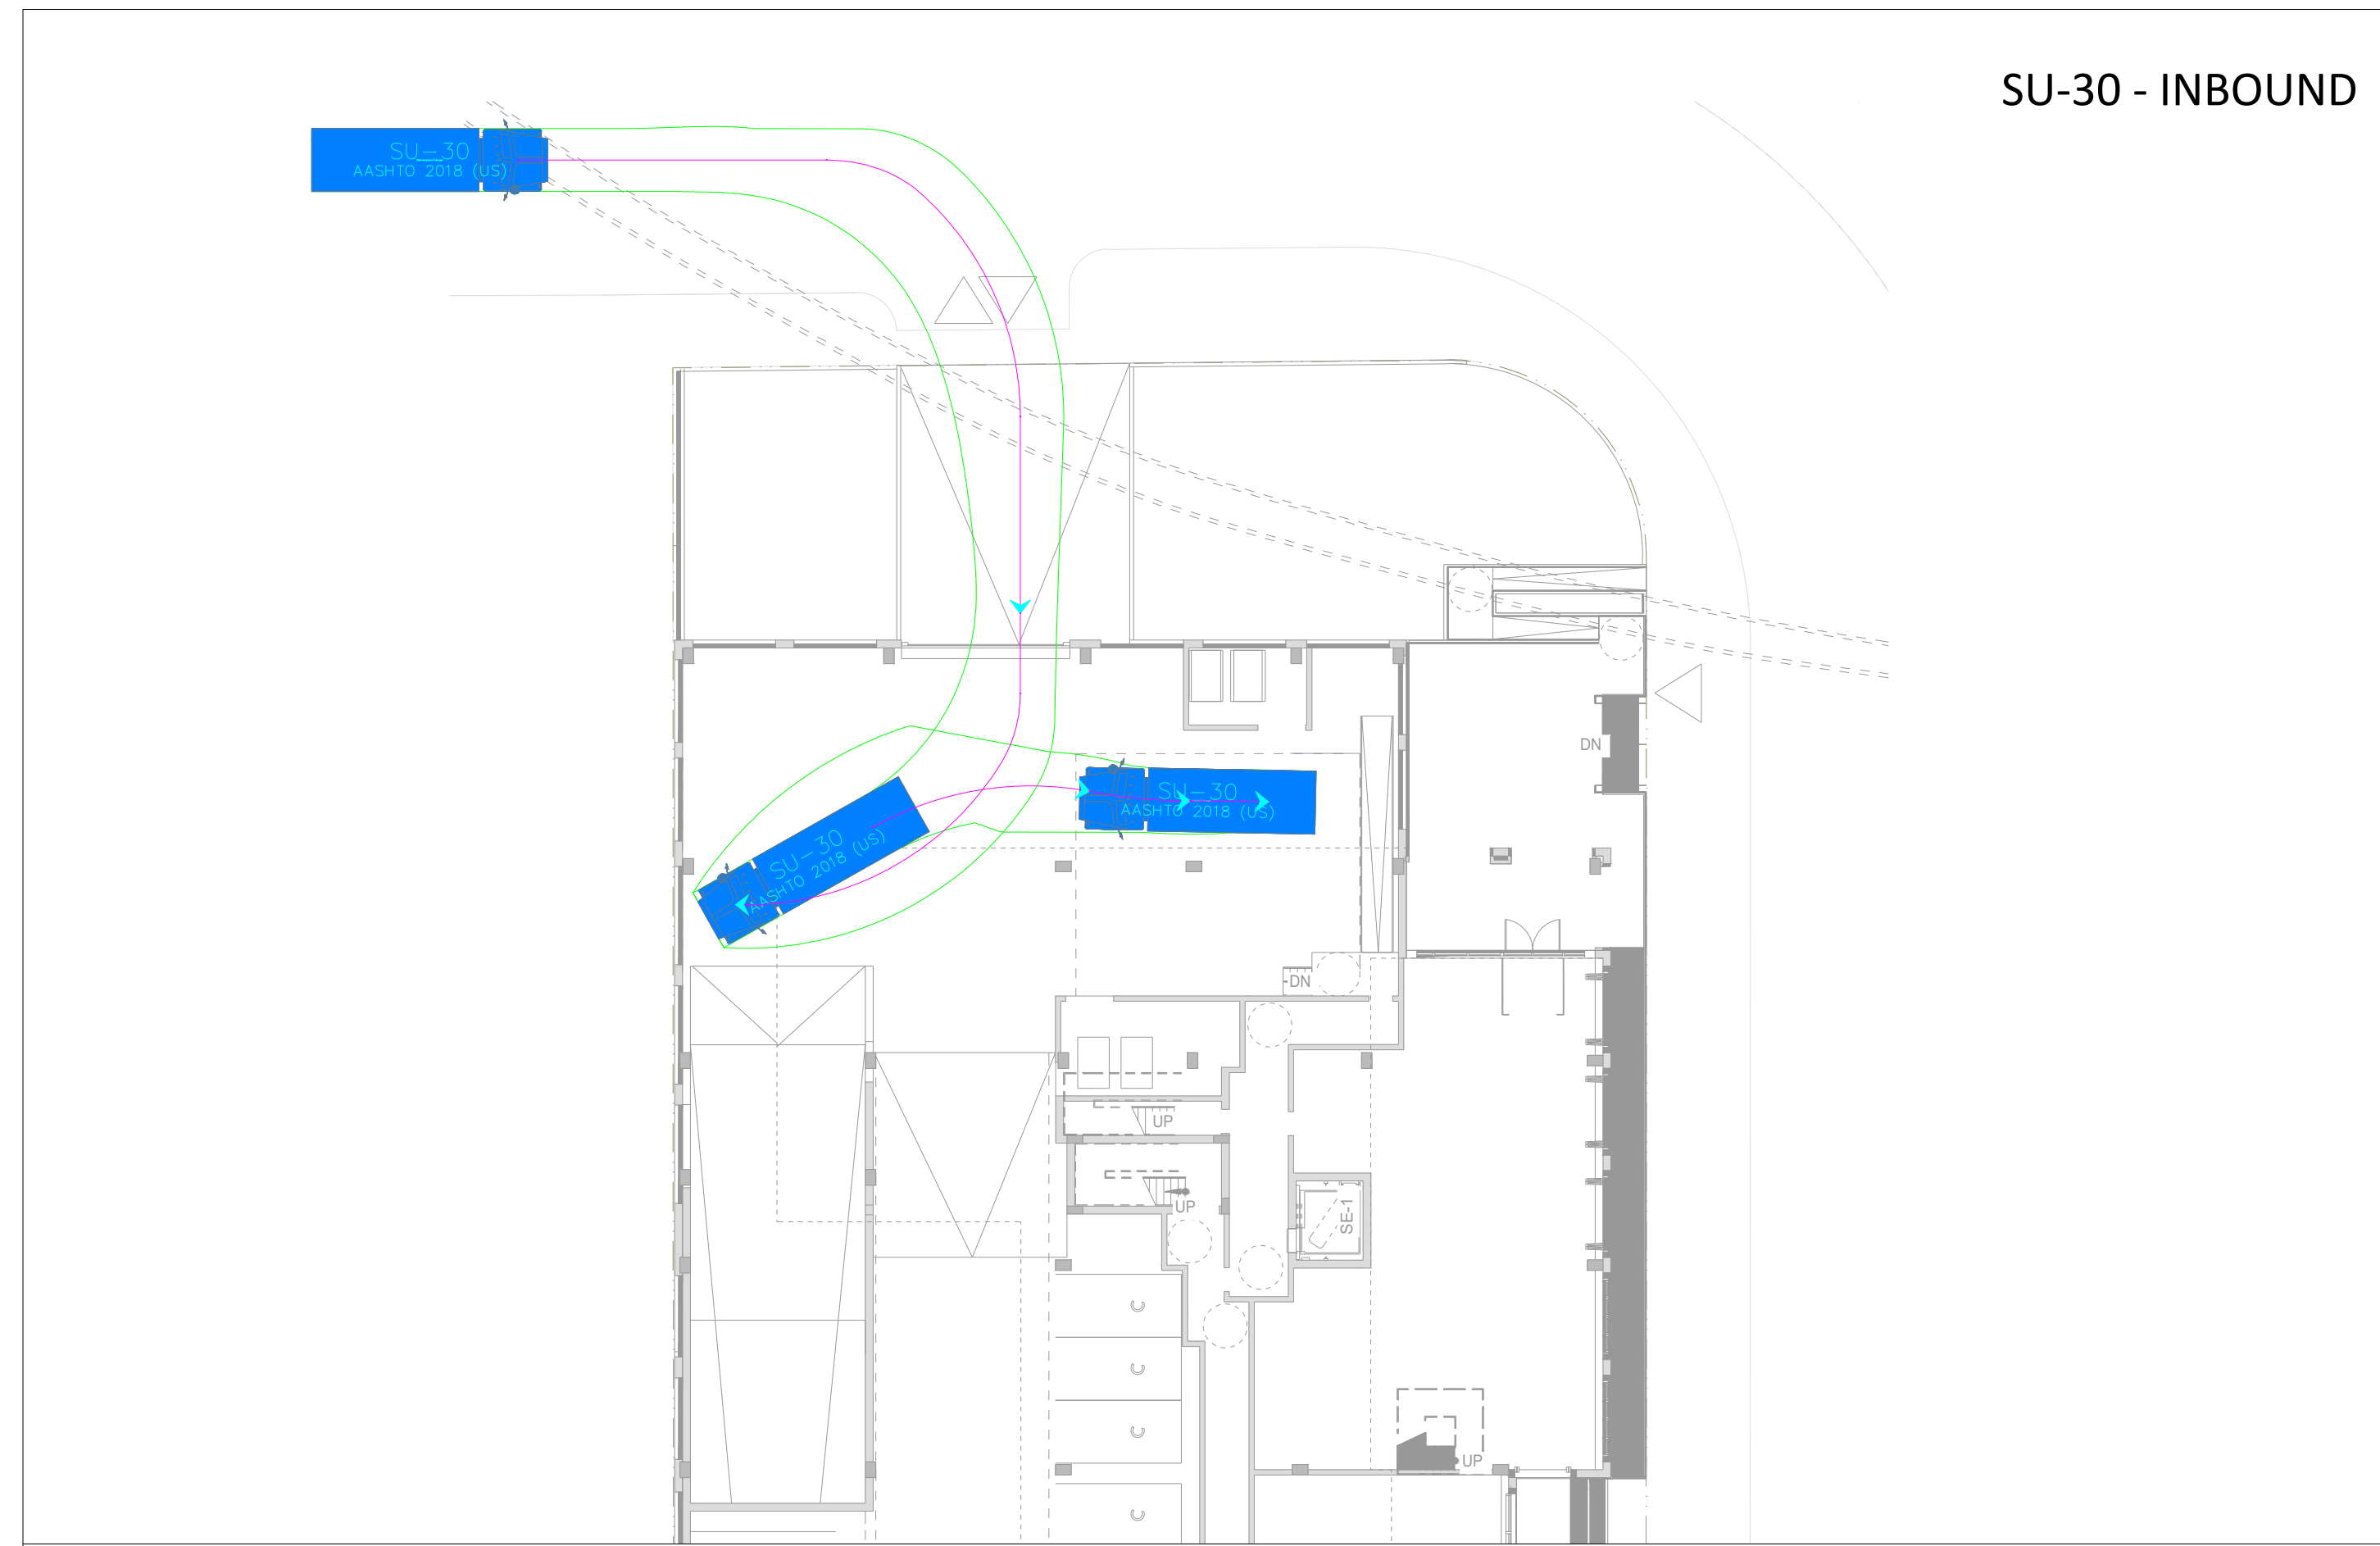 SU-30 - INBOUND
SU-30
AASHTO 2018 (US)
DN
SU-30
AASHTO 2018 (US)
SU-30
AASHTO 2018 (US)
DN
UP
UP
SE-1
C
C
C
UP
C